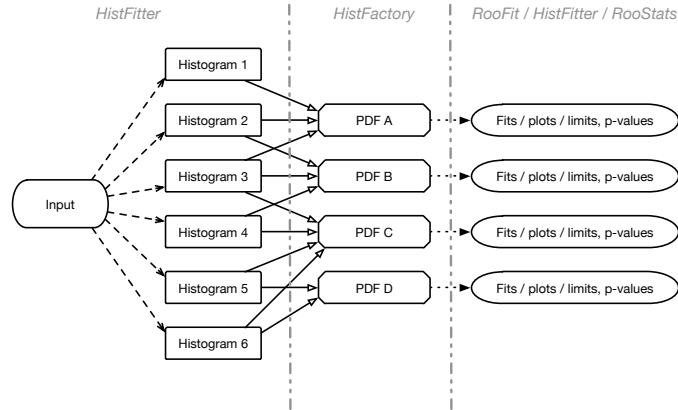 HistFitter
HistFactory
RooFit / HistFitter / RooStats
Input
Histogram 1
Histogram 2
Histogram 3
Histogram 4
Histogram 5
Histogram 6
PDF A
PDF B
PDF C
PDF D
Fits / plots / limits, p-values
Fits / plots / limits, p-values
Fits / plots / limits, p-values
Fits / plots / limits, p-values